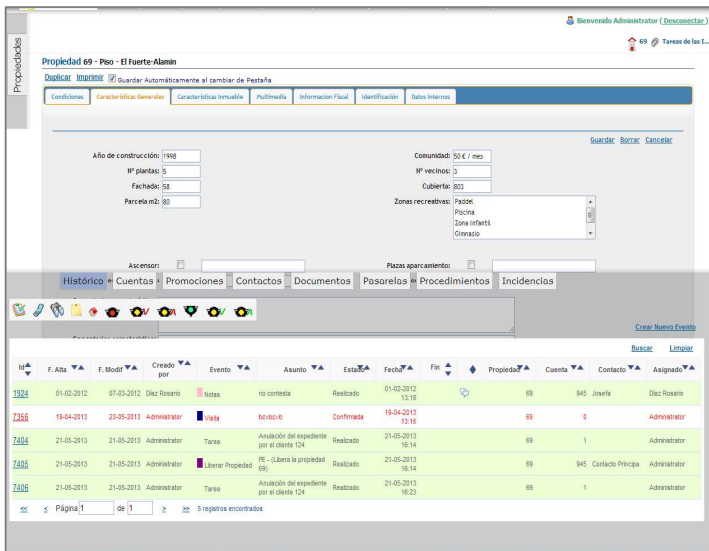 Bienvenido Administrator ( Desconectar )
69 Tareas de las I...
Propiedades
Propiedad 69 - Piso - El Fuerte-Alamin
Duplicar Imprimir Guardar Automáticamente al cambiar de Pestaña
Condiciones Características Generales Características Inmueble Multimedia Informacion Fiscal Identificación Datos Internos
Guardar Borrar Cancelar
Año de construcción: 1998 Comunidad: 50 € / mes
Nº plantas: 5 Nº vecinos: 3
Fachada: 58 Cubierta: 803
Parcela m2: 80 Zonas recreativas: Paddel
Piscina
Zona Infantil
Gimnasio
Ascensor: Plazas aparcamiento:
Histórico Cuentas Promociones Contactos Documentos Pasarelas Procedimientos Incidencias
Crear Nuevo Evento
Buscar Limpiar
Id F. Alta F. Modif Creado por Evento Asunto Estado Fecha Fin Propiedad Cuenta Contacto Asignado
1924 01-02-2012 07-03-2012 Díaz Rosario Notas no contesta Realizado 01-02-2012 13:18 69 945 Josefa Díaz Rosario
7356 19-04-2013 23-05-2013 Administrator Visita bcvbcvb Confirmada 19-04-2013 13:16 69 0 Administrator
7404 21-05-2013 21-05-2013 Administrator Tarea Anulación del expediente por el cliente 124 Realizado 21-05-2013 16:14 69 1 Administrator
7405 21-05-2013 21-05-2013 Administrator Liberar Propiedad PE - (Libera la propiedad 69) Realizado 21-05-2013 16:14 69 945 Contacto Principa Administrator
7406 21-05-2013 21-05-2013 Administrator Tarea Anulación del expediente por el cliente 124 Realizado 21-05-2013 16:23 69 1 Administrator
<< < Página 1 de 1 > >> 5 registros encontrados